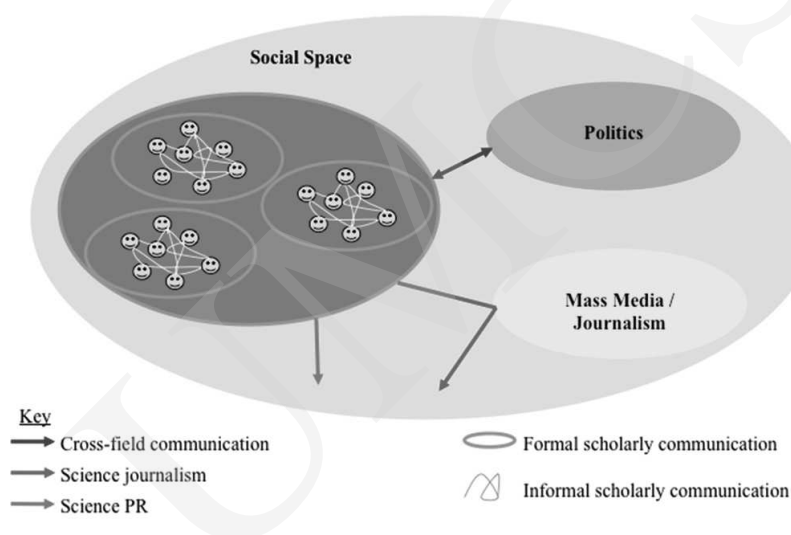 Social Space
Politics
Mass Media /
Journalism
Key
Cross-field communication
Science journalism
Science PR
Formal scholarly communication
Informal scholarly communication
UMCS